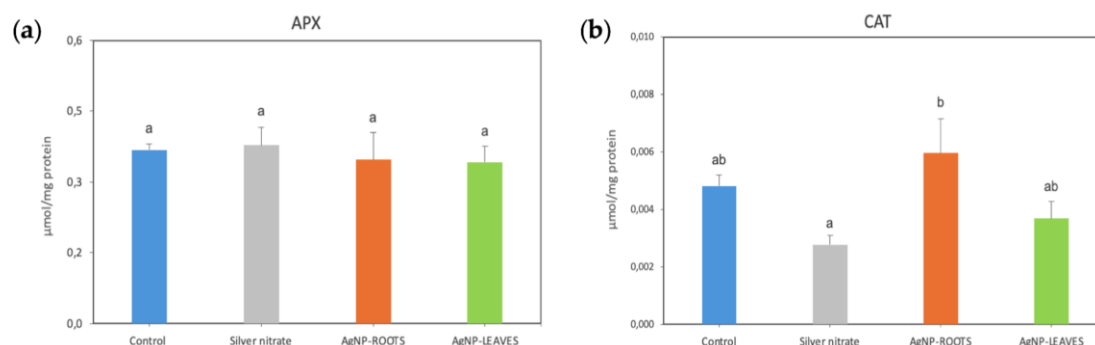 (a)
APX
µmol/mg protein
0,6
0,5
0,3
0,2
0,0
a
a
a
a
Control
Silver nitrate
AgNP-ROOTS
AgNP-LEAVES
(b)
CAT
µmol/mg protein
0,010
0,008
0,006
0,004
0,002
0,000
ab
a
b
ab
Control
Silver nitrate
AgNP-ROOTS
AgNP-LEAVES